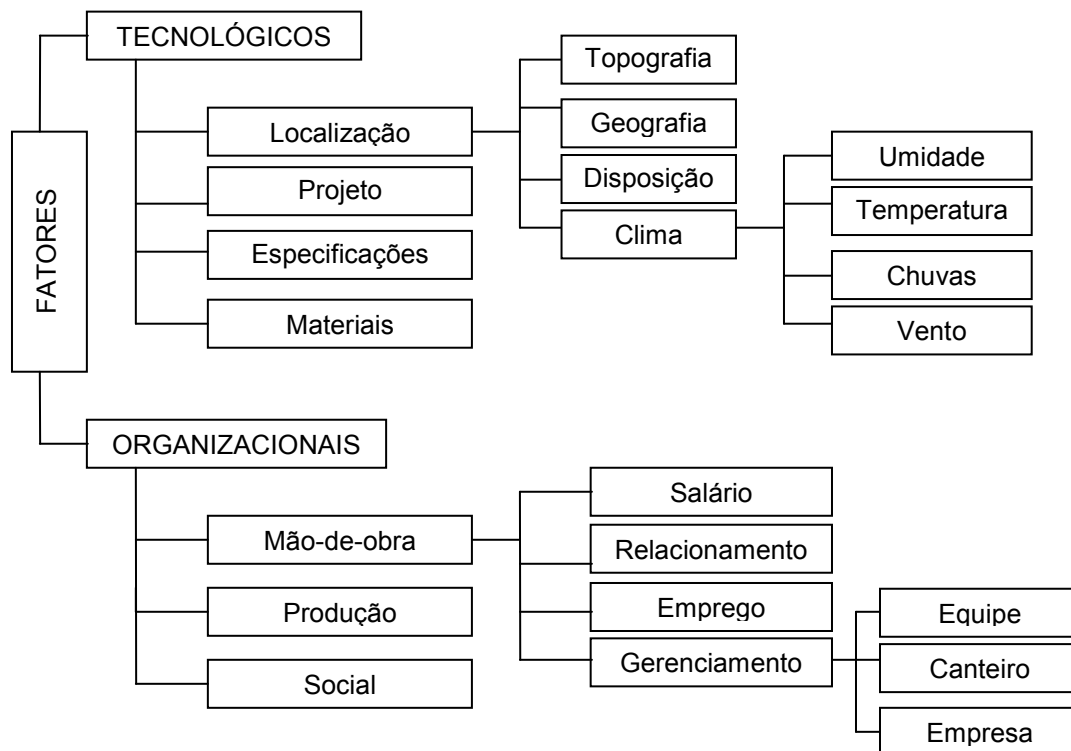 TECNOLÓGICOS
Localização
Projeto
Especificações
Materiais
Topografia
Geografia
Disposição
Clima
Umidade
Temperatura
Chuvas
Vento
FATORES
ORGANIZACIONAIS
Mão-de-obra
Produção
Social
Salário
Relacionamento
Emprego
Gerenciamento
Equipe
Canteiro
Empresa